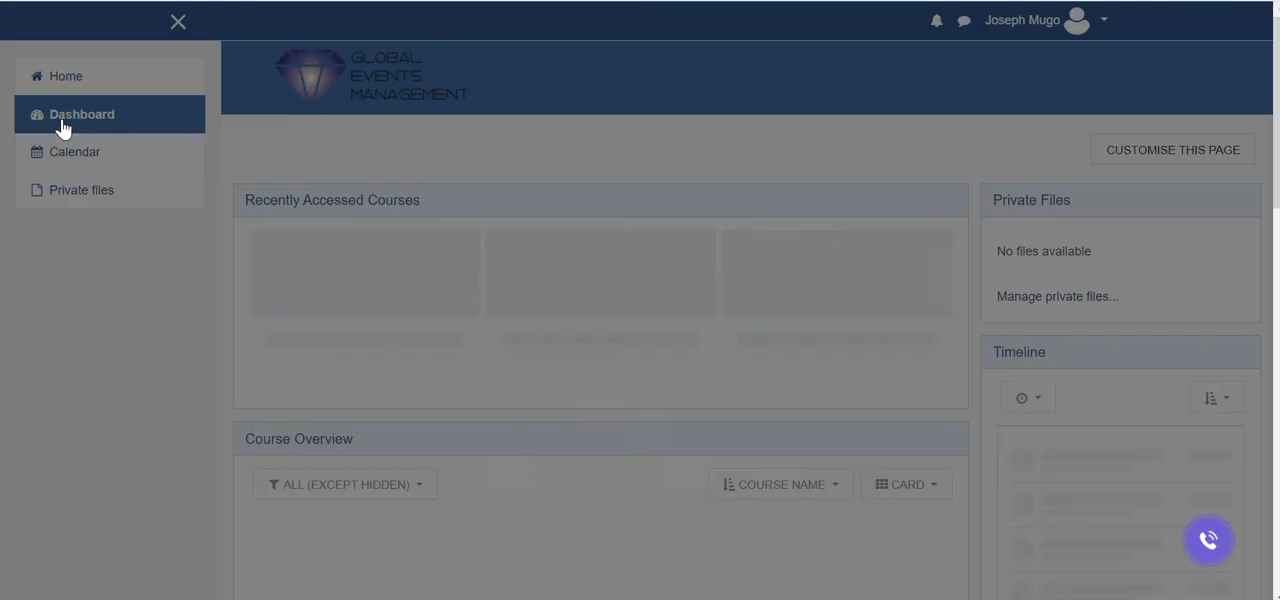 Joseph Mugo
Home
Dashboard
Calendar
Private files
GLOBAL
EVENTS
MANAGEMENT
CUSTOMISE THIS PAGE
Recently Accessed Courses
Private Files
No files available
Manage private files...
Timeline
Course Overview
ALL (EXCEPT HIDDEN)
COURSE NAME
CARD